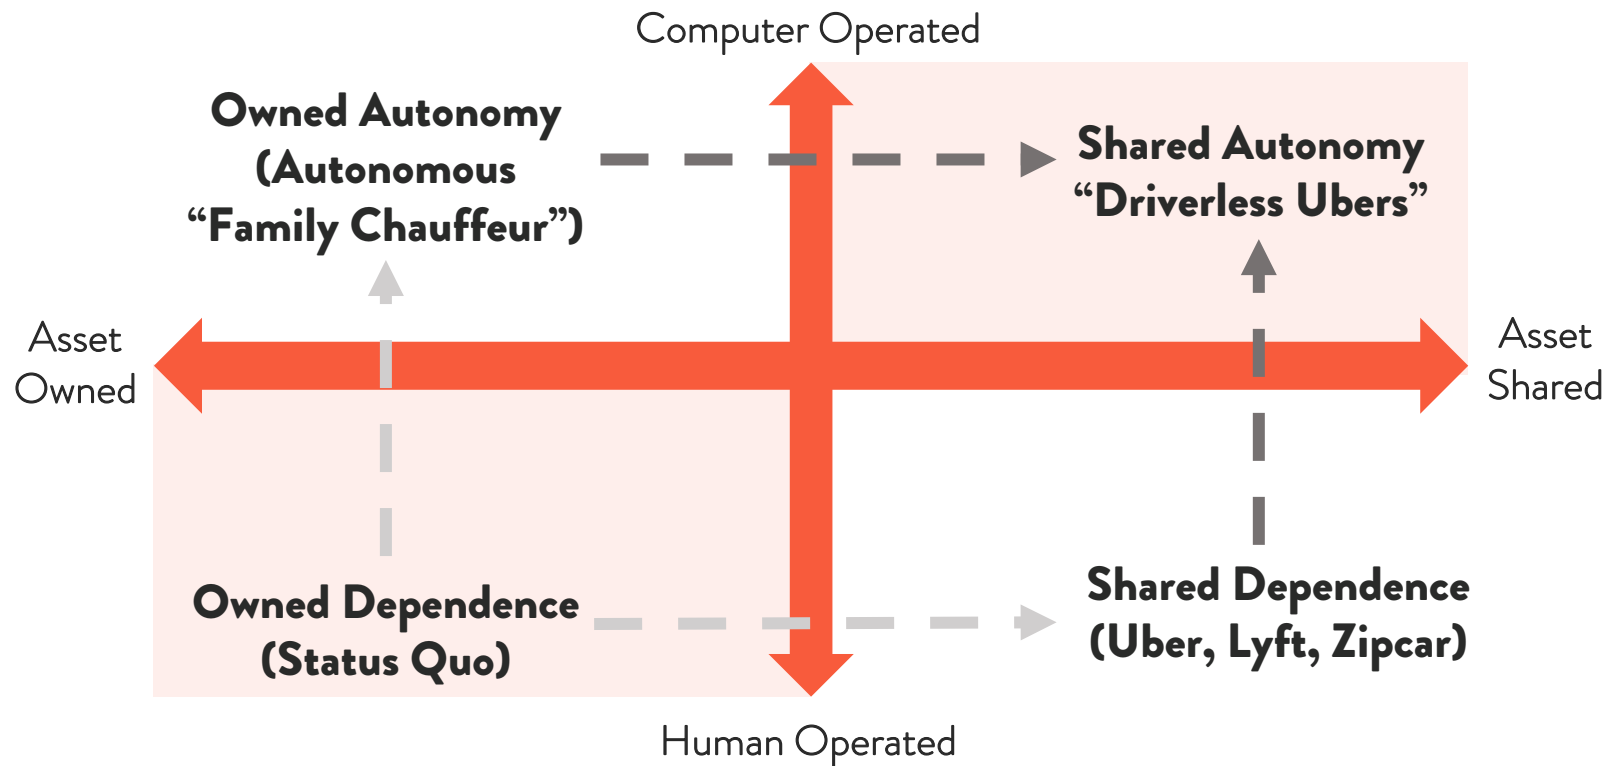 Computer Operated
Owned Autonomy
(Autonomous
“Family Chauffeur”)
Shared Autonomy
“Driverless Ubers”
Asset
Owned
Asset
Shared
Owned Dependence
(Status Quo)
Shared Dependence
(Uber, Lyft, Zipcar)
Human Operated